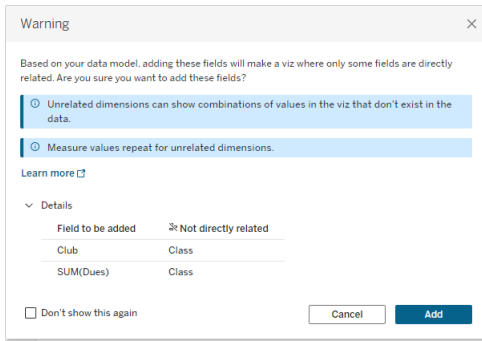 Warning
Based on your data model, adding these fields will make a viz where only some fields are directly
related. Are you sure you want to add these fields?
Unrelated dimensions can show combinations of values in the viz that don't exist in the
data.
Measure values repeat for unrelated dimensions.
Learn more
Details
Field to be added Not directly related
Club Class
SUM(Dues) Class
Don't show this again Cancel Add